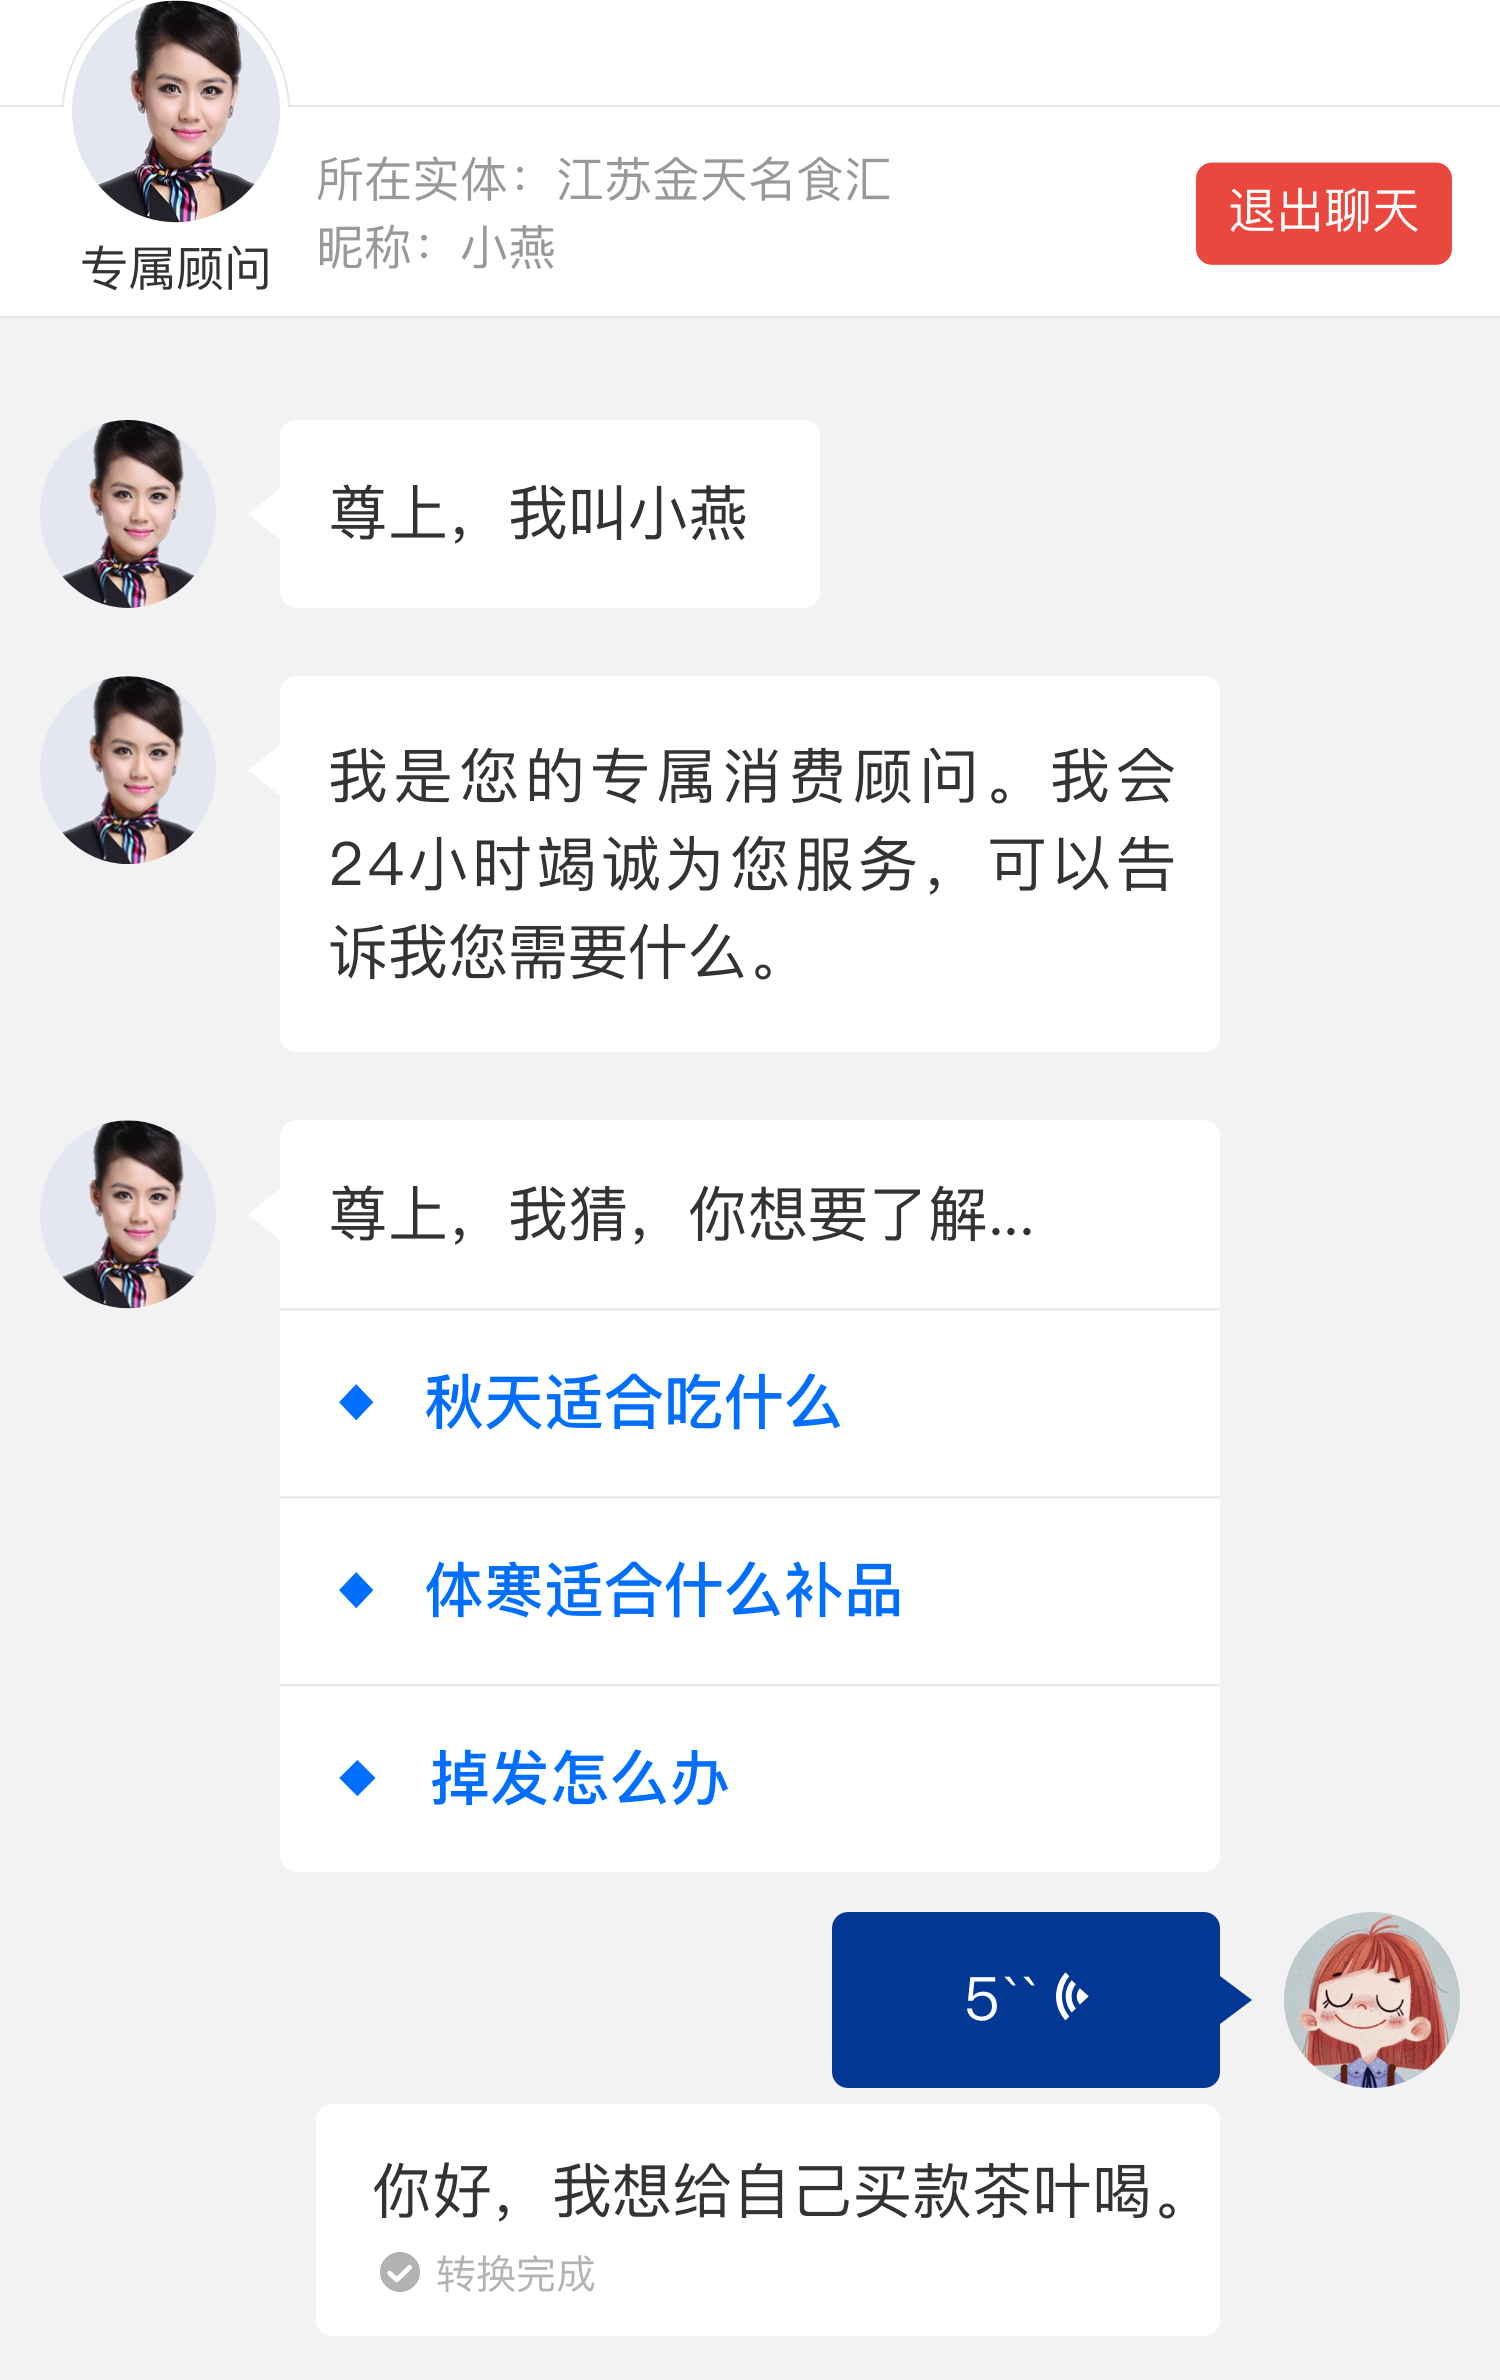 所在实体：江苏金天名食汇
昵称：小燕
退出聊天
专属顾问
尊上，我叫小燕
我是您的专属消费顾问。我会
24小时竭诚为您服务，可以告
诉我您需要什么。
尊上，我猜，你想要了解...
秋天适合吃什么
体寒适合什么补品
掉发怎么办
5``
你好，我想给自己买款茶叶喝。
转换完成